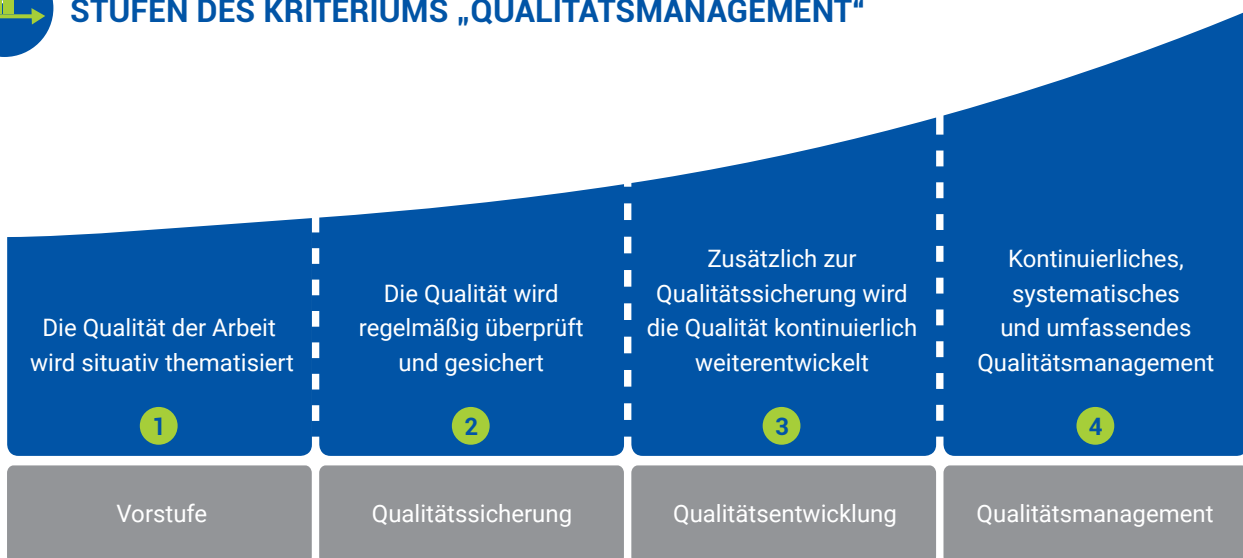 STUFEN DES KRITERIUMS „QUALITÄTSMANAGEMENT“
Die Qualität der Arbeit
wird situativ thematisiert
1
Vorstufe
Die Qualität wird
regelmäßig überprüft
und gesichert
2
Qualitätssicherung
Zusätzlich zur
Qualitätssicherung wird
die Qualität kontinuierlich
weiterentwickelt
3
Qualitätsentwicklung
Kontinuierliches,
systematisches
und umfassendes
Qualitätsmanagement
4
Qualitätsmanagement